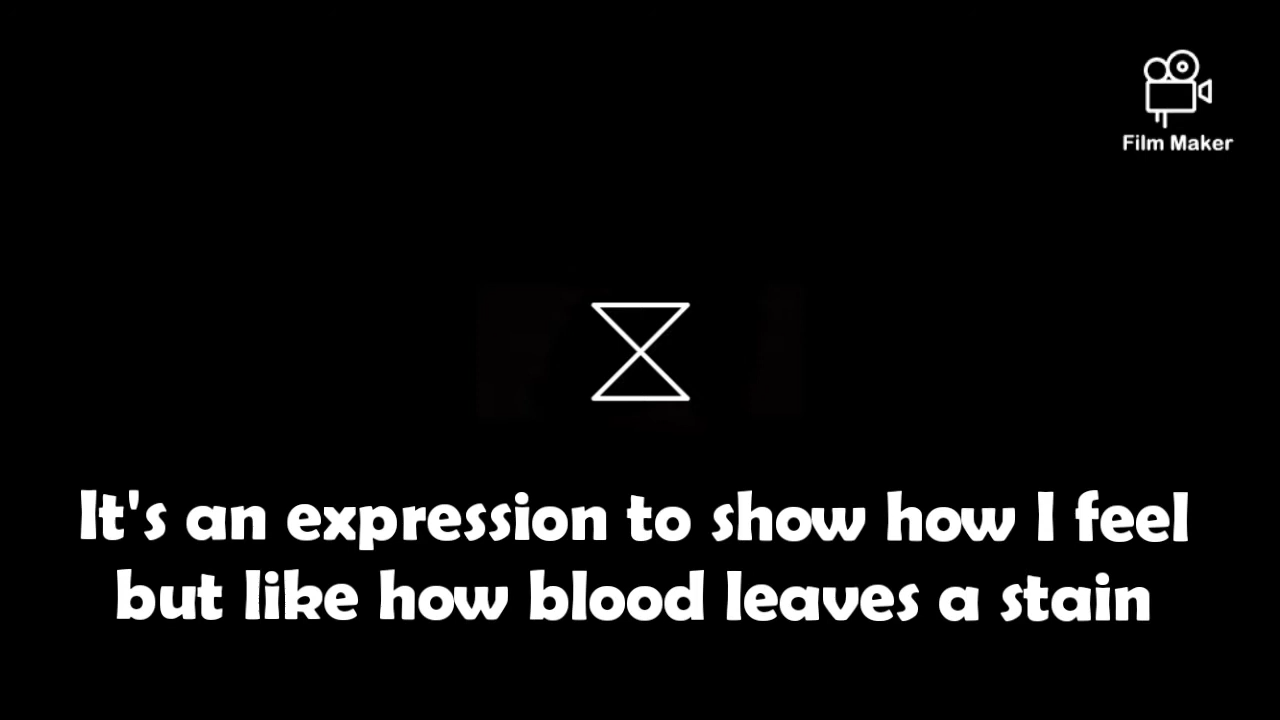 Film Maker
It's an expression to show how I feel
but like how blood leaves a stain